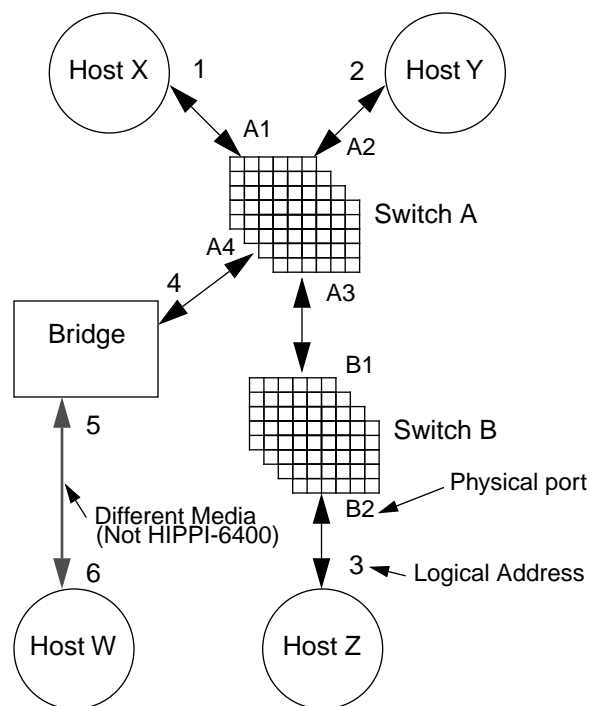 Host X
1
2
Host Y
A1
A2
Switch A
A4
A3
4
Bridge
B1
5
Switch B
Physical port
B2
Different Media
(Not HIPPI-6400)
3
Logical Address
6
Host W
Host Z